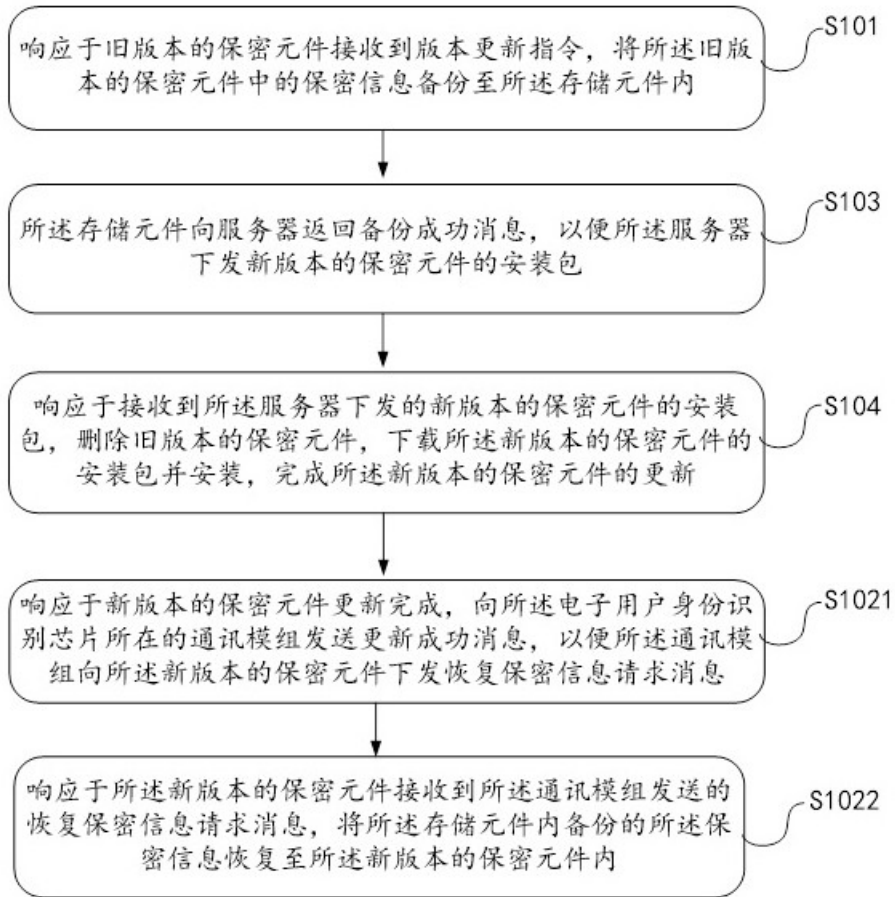 响应于旧版本的保密元件接收到版本更新指令，将所述旧版
本的保密元件中的保密信息备份至所述存储元件内
S101
所述存储元件向服务器返回备份成功消息，以便所述服务器
下发新版本的保密元件的安装包
S103
响应于接收到所述服务器下发的新版本的保密元件的安装
包，删除旧版本的保密元件，下载所述新版本的保密元件的
安装包并安装，完成所述新版本的保密元件的更新
S104
响应于新版本的保密元件更新完成，向所述电子用户身份识
别芯片所在的通讯模组发送更新成功消息，以便所述通讯模
组向所述新版本的保密元件下发恢复保密信息请求消息
S1021
响应于所述新版本的保密元件接收到所述通讯模组发送的
恢复保密信息请求消息，将所述存储元件内备份的所述保
密信息恢复至所述新版本的保密元件内
S1022